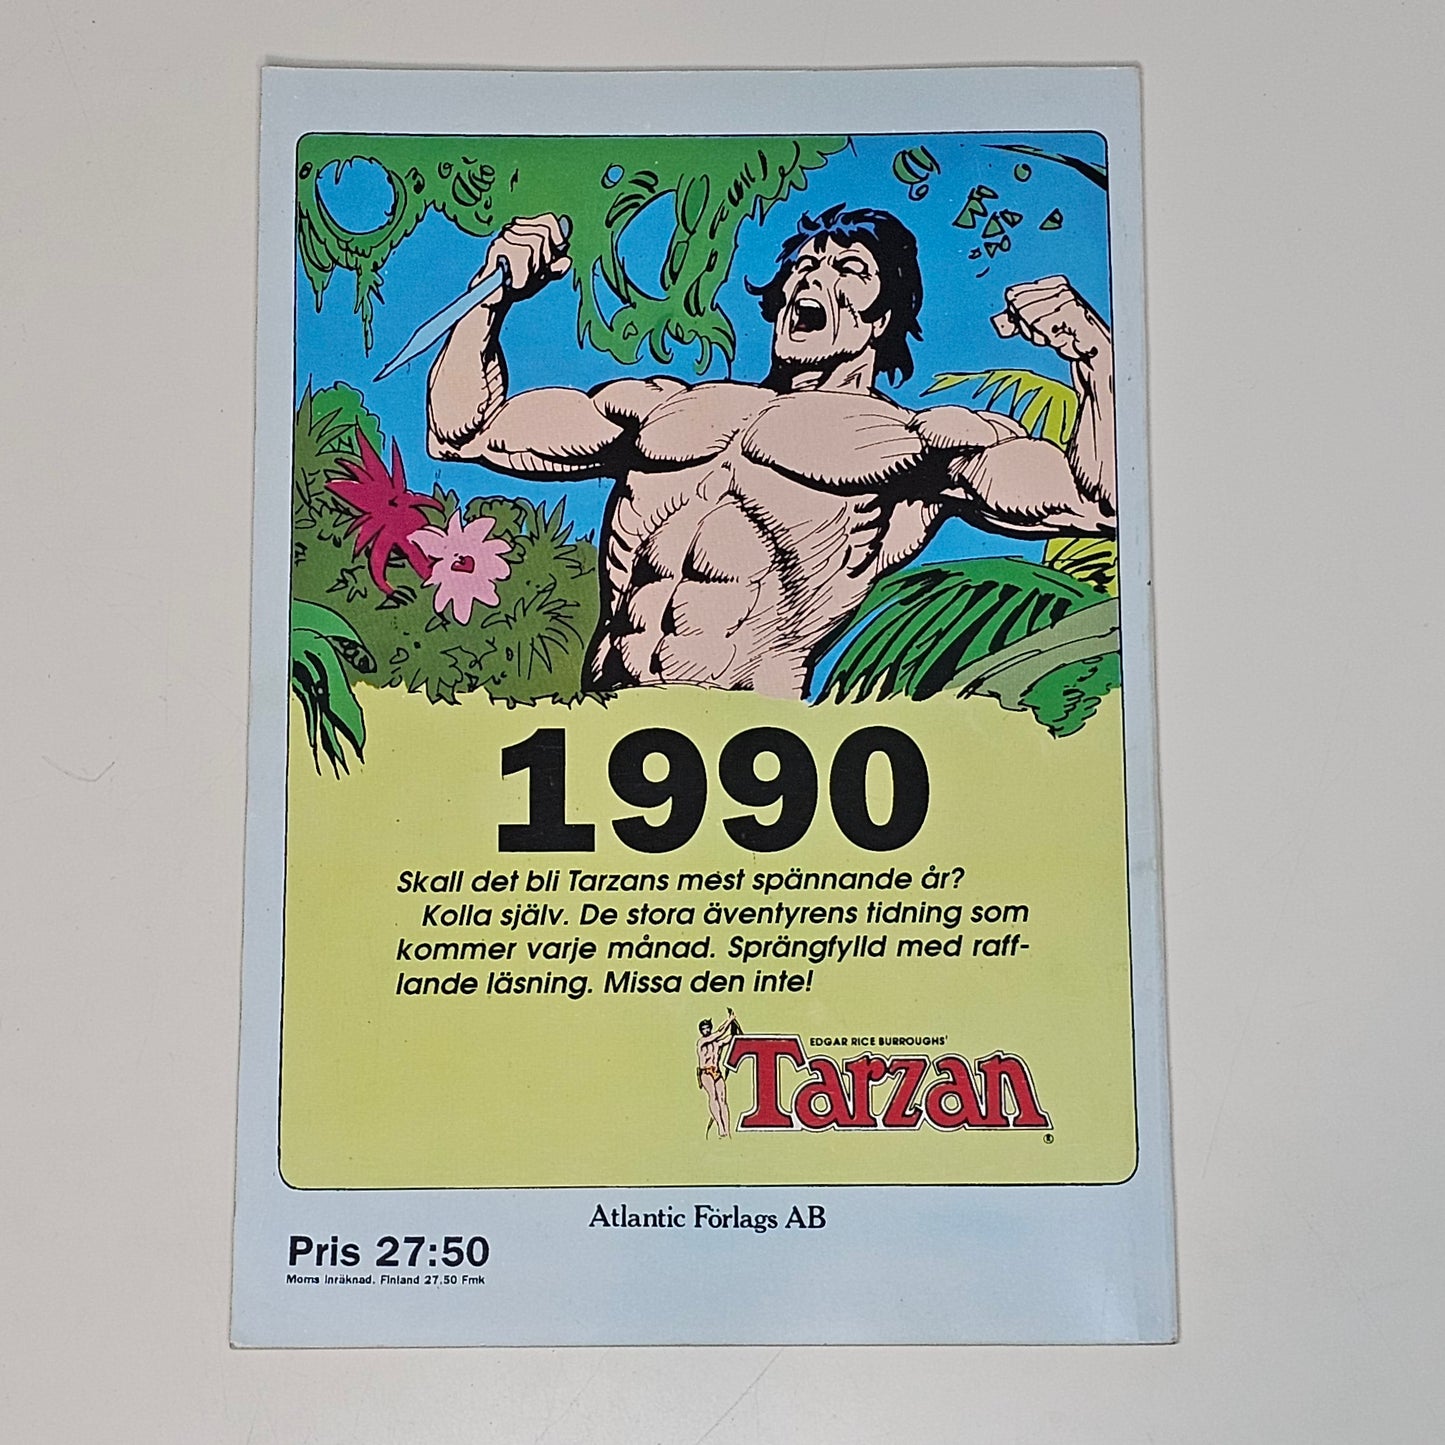 1990
Skall det bli Tarzans mest spännande år?
Kolla själv. De stora äventyrens tidning som
kommer varje månad. Sprängfylld med raff-
lande läsning. Missa den inte!
EDGAR RICE BURROUGHS'
Tarzan
®
Atlantic Förlags AB
Pris 27:50
Moms inräknad. Finland 27.50 Fmk